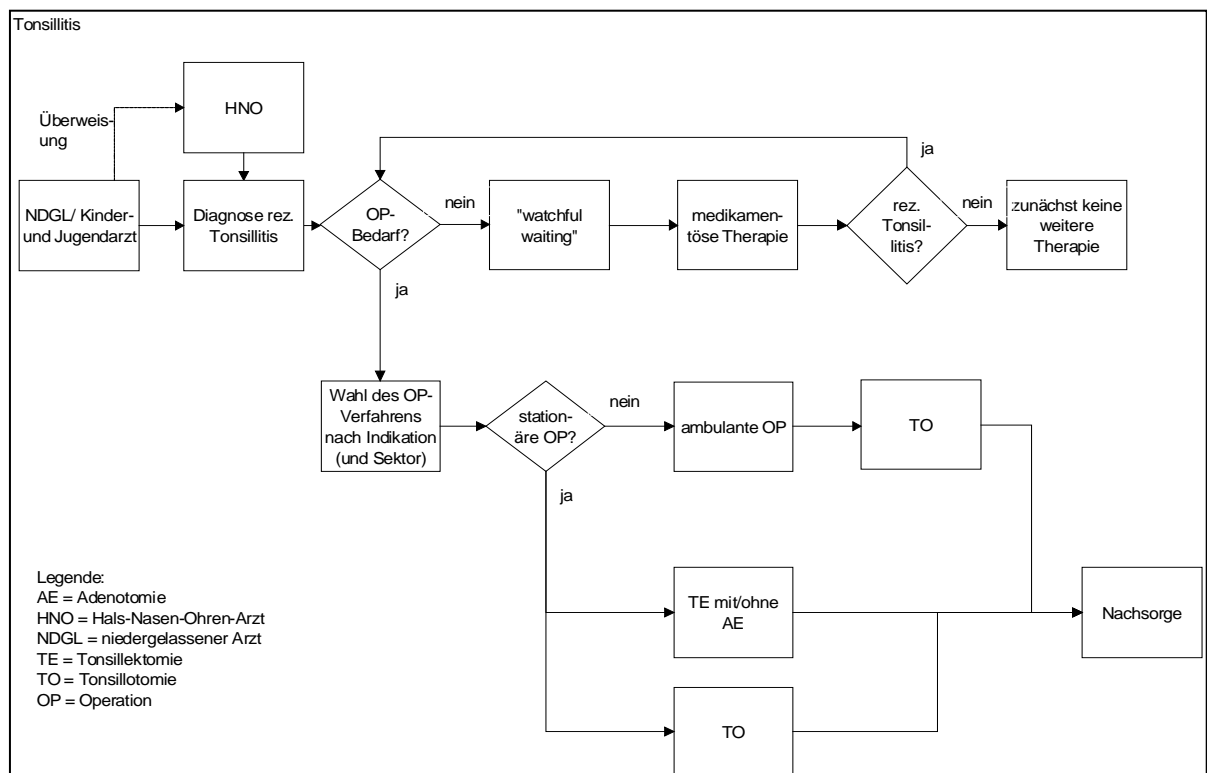 Tonsillitis
HNO
Überweis-
ung
ja
NDGL/ Kinder-
und Jugendarzt
Diagnose rez.
Tonsillitis
OP-
Bedarf?
nein
"watchful
waiting"
medikamen-
töse Therapie
rez.
Tonsil-
litis?
nein
zunächst keine
weitere
Therapie
ja
Wahl des OP-
Verfahrens
nach Indikation
(und Sektor)
station-
äre OP?
nein
ambulante OP
TO
ja
Legende:
AE = Adenotomie
HNO = Hals-Nasen-Ohren-Arzt
NDGL = niedergelassener Arzt
TE = Tonsillektomie
TO = Tonsillotomie
OP = Operation
TE mit/ohne
AE
Nachsorge
TO